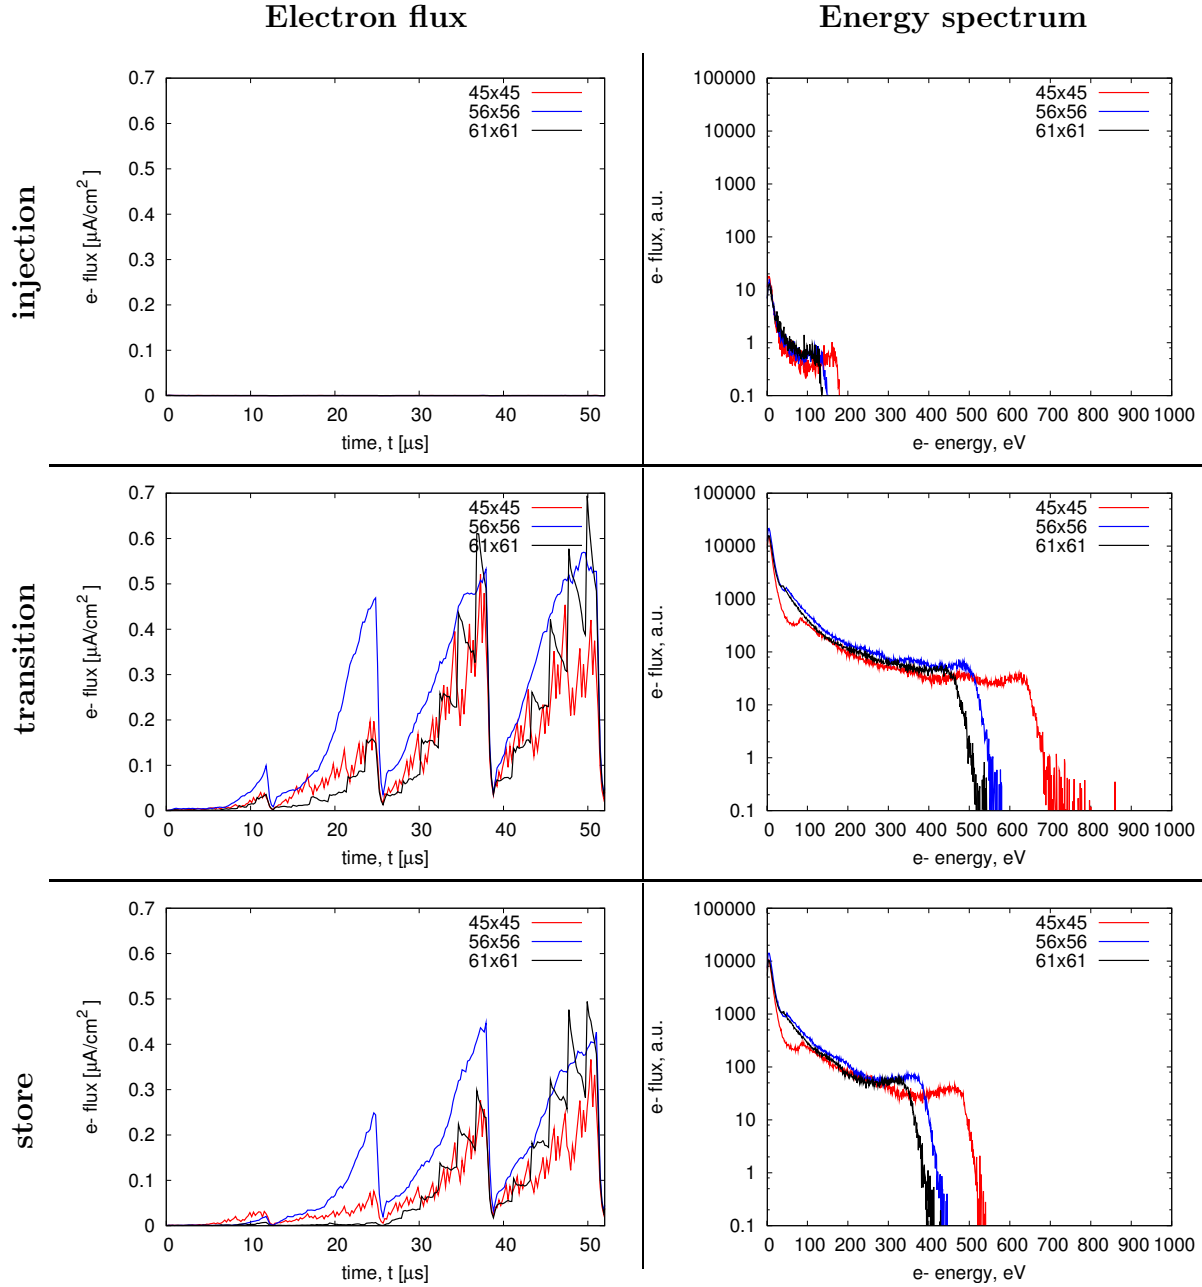 Electron flux
Energy spectrum
injection
e- flux [μA/cm² ]
0.7
0.6
0.5
0.4
0.3
0.2
0.1
0
0 10 20 30 40 50
time, t [μs]
45x45
56x56
61x61
e- flux, a.u.
100000
10000
1000
100
10
1
0.1
0 100 200 300 400 500 600 700 800 900 1000
e- energy, eV
45x45
56x56
61x61
transition
e- flux [μA/cm² ]
0.7
0.6
0.5
0.4
0.3
0.2
0.1
0
0 10 20 30 40 50
time, t [μs]
45x45
56x56
61x61
e- flux, a.u.
100000
10000
1000
100
10
1
0.1
0 100 200 300 400 500 600 700 800 900 1000
e- energy, eV
45x45
56x56
61x61
store
e- flux [μA/cm² ]
0.7
0.6
0.5
0.4
0.3
0.2
0.1
0
0 10 20 30 40 50
time, t [μs]
45x45
56x56
61x61
e- flux, a.u.
100000
10000
1000
100
10
1
0.1
0 100 200 300 400 500 600 700 800 900 1000
e- energy, eV
45x45
56x56
61x61